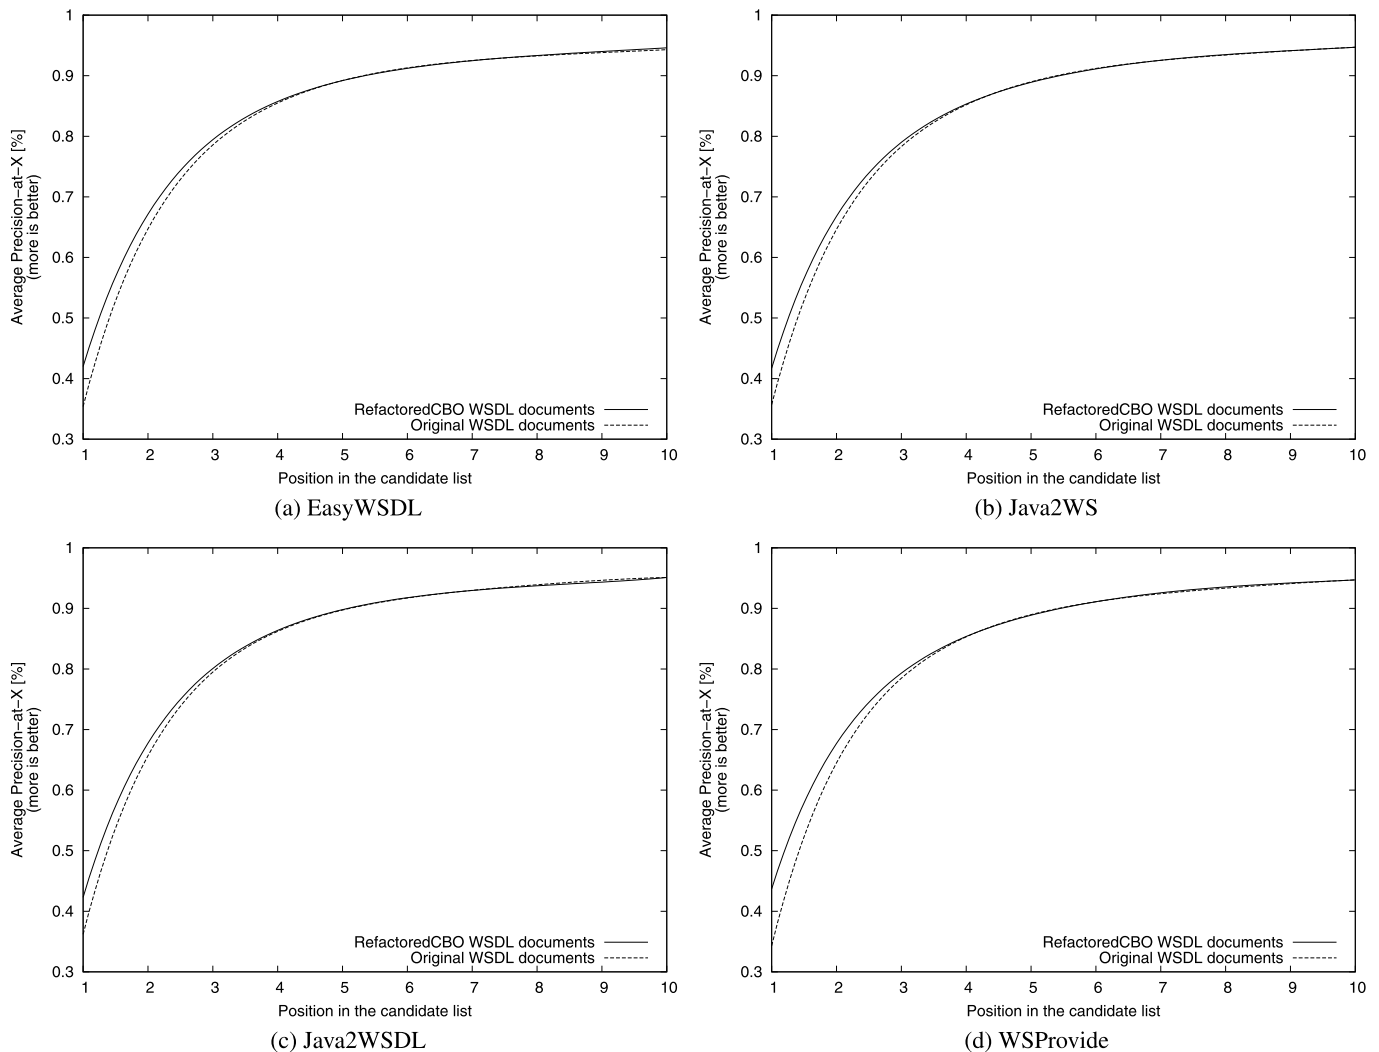 1
0.9
0.8
0.7
0.6
0.5
0.4
0.3
Average Precision-at-X [%]
(more is better)
RefactoredCBO WSDL documents
Original WSDL documents
1 2 3 4 5 6 7 8 9 10
Position in the candidate list
(a) EasyWSDL
1
0.9
0.8
0.7
0.6
0.5
0.4
0.3
Average Precision-at-X [%]
(more is better)
RefactoredCBO WSDL documents
Original WSDL documents
1 2 3 4 5 6 7 8 9 10
Position in the candidate list
(b) Java2WS
1
0.9
0.8
0.7
0.6
0.5
0.4
0.3
Average Precision-at-X [%]
(more is better)
RefactoredCBO WSDL documents
Original WSDL documents
1 2 3 4 5 6 7 8 9 10
Position in the candidate list
(c) Java2WSDL
1
0.9
0.8
0.7
0.6
0.5
0.4
0.3
Average Precision-at-X [%]
(more is better)
RefactoredCBO WSDL documents
Original WSDL documents
1 2 3 4 5 6 7 8 9 10
Position in the candidate list
(d) WSProvide